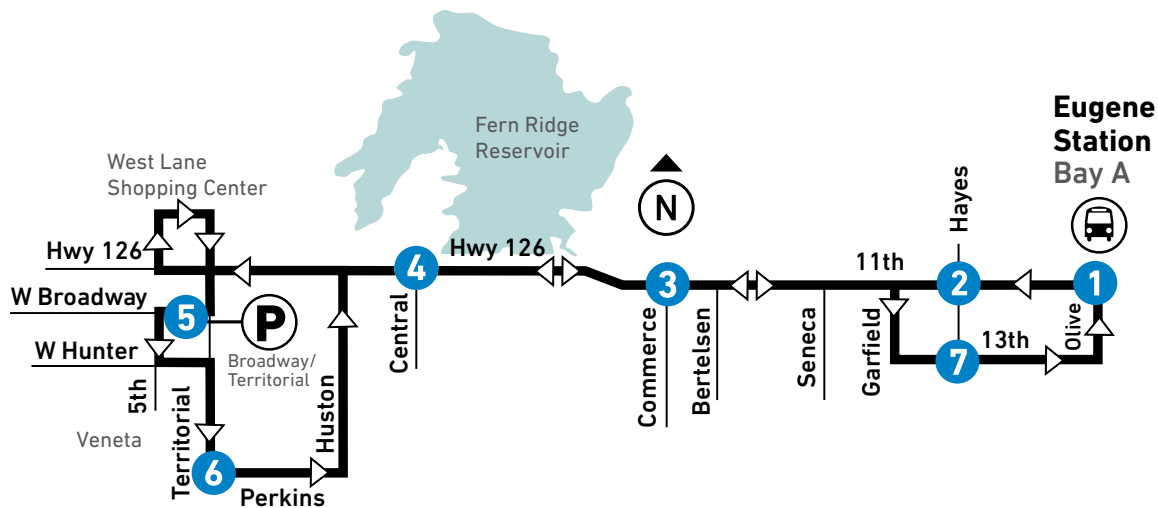 Eugene
Station
Bay A
Fern Ridge
Reservoir
West Lane
Shopping Center
N
Hayes
Hwy 126
Hwy 126
4
11th
3
2
1
W Broadway
5
P
Broadway/
Territorial
W Hunter
5th
Central
Commerce
Bertelsen
Seneca
Garfield
7
13th
Olive
Veneta
Territorial
Huston
6
Perkins